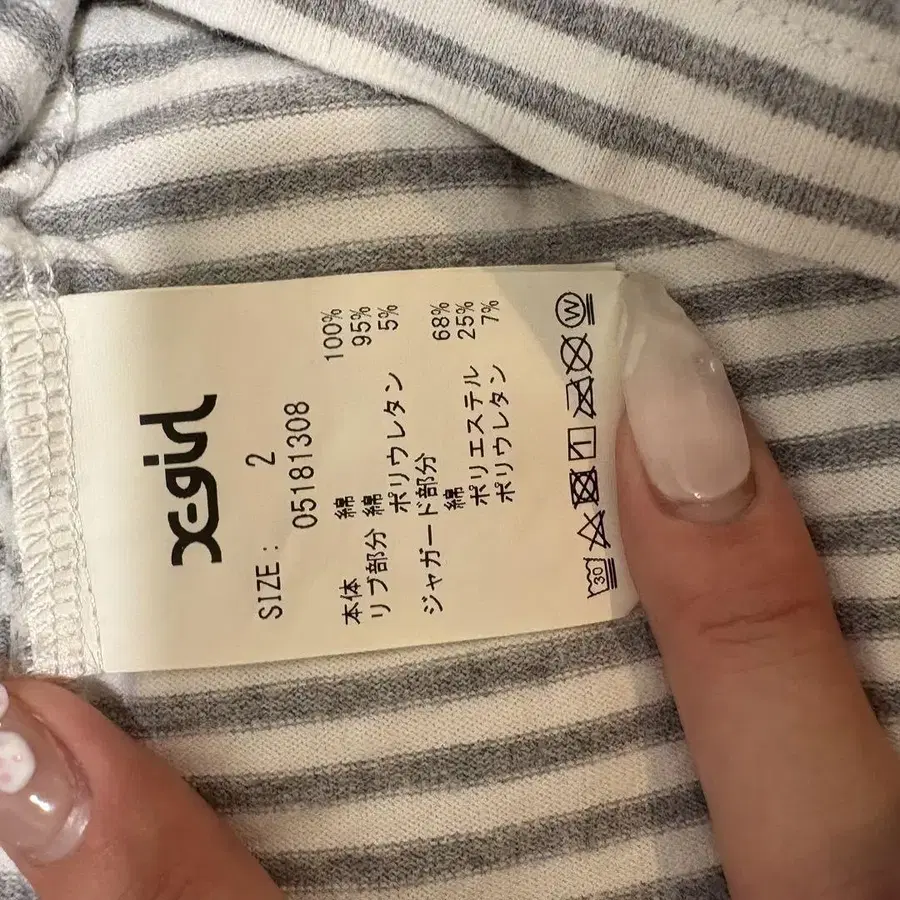 X-girl
SIZE: 2
05181308
本体 綿 100%
リブ部分 綿 95%
ポリウレタン 5%
ジャガード部分
綿 68%
ポリエステル 25%
ポリウレタン 7%
30
W